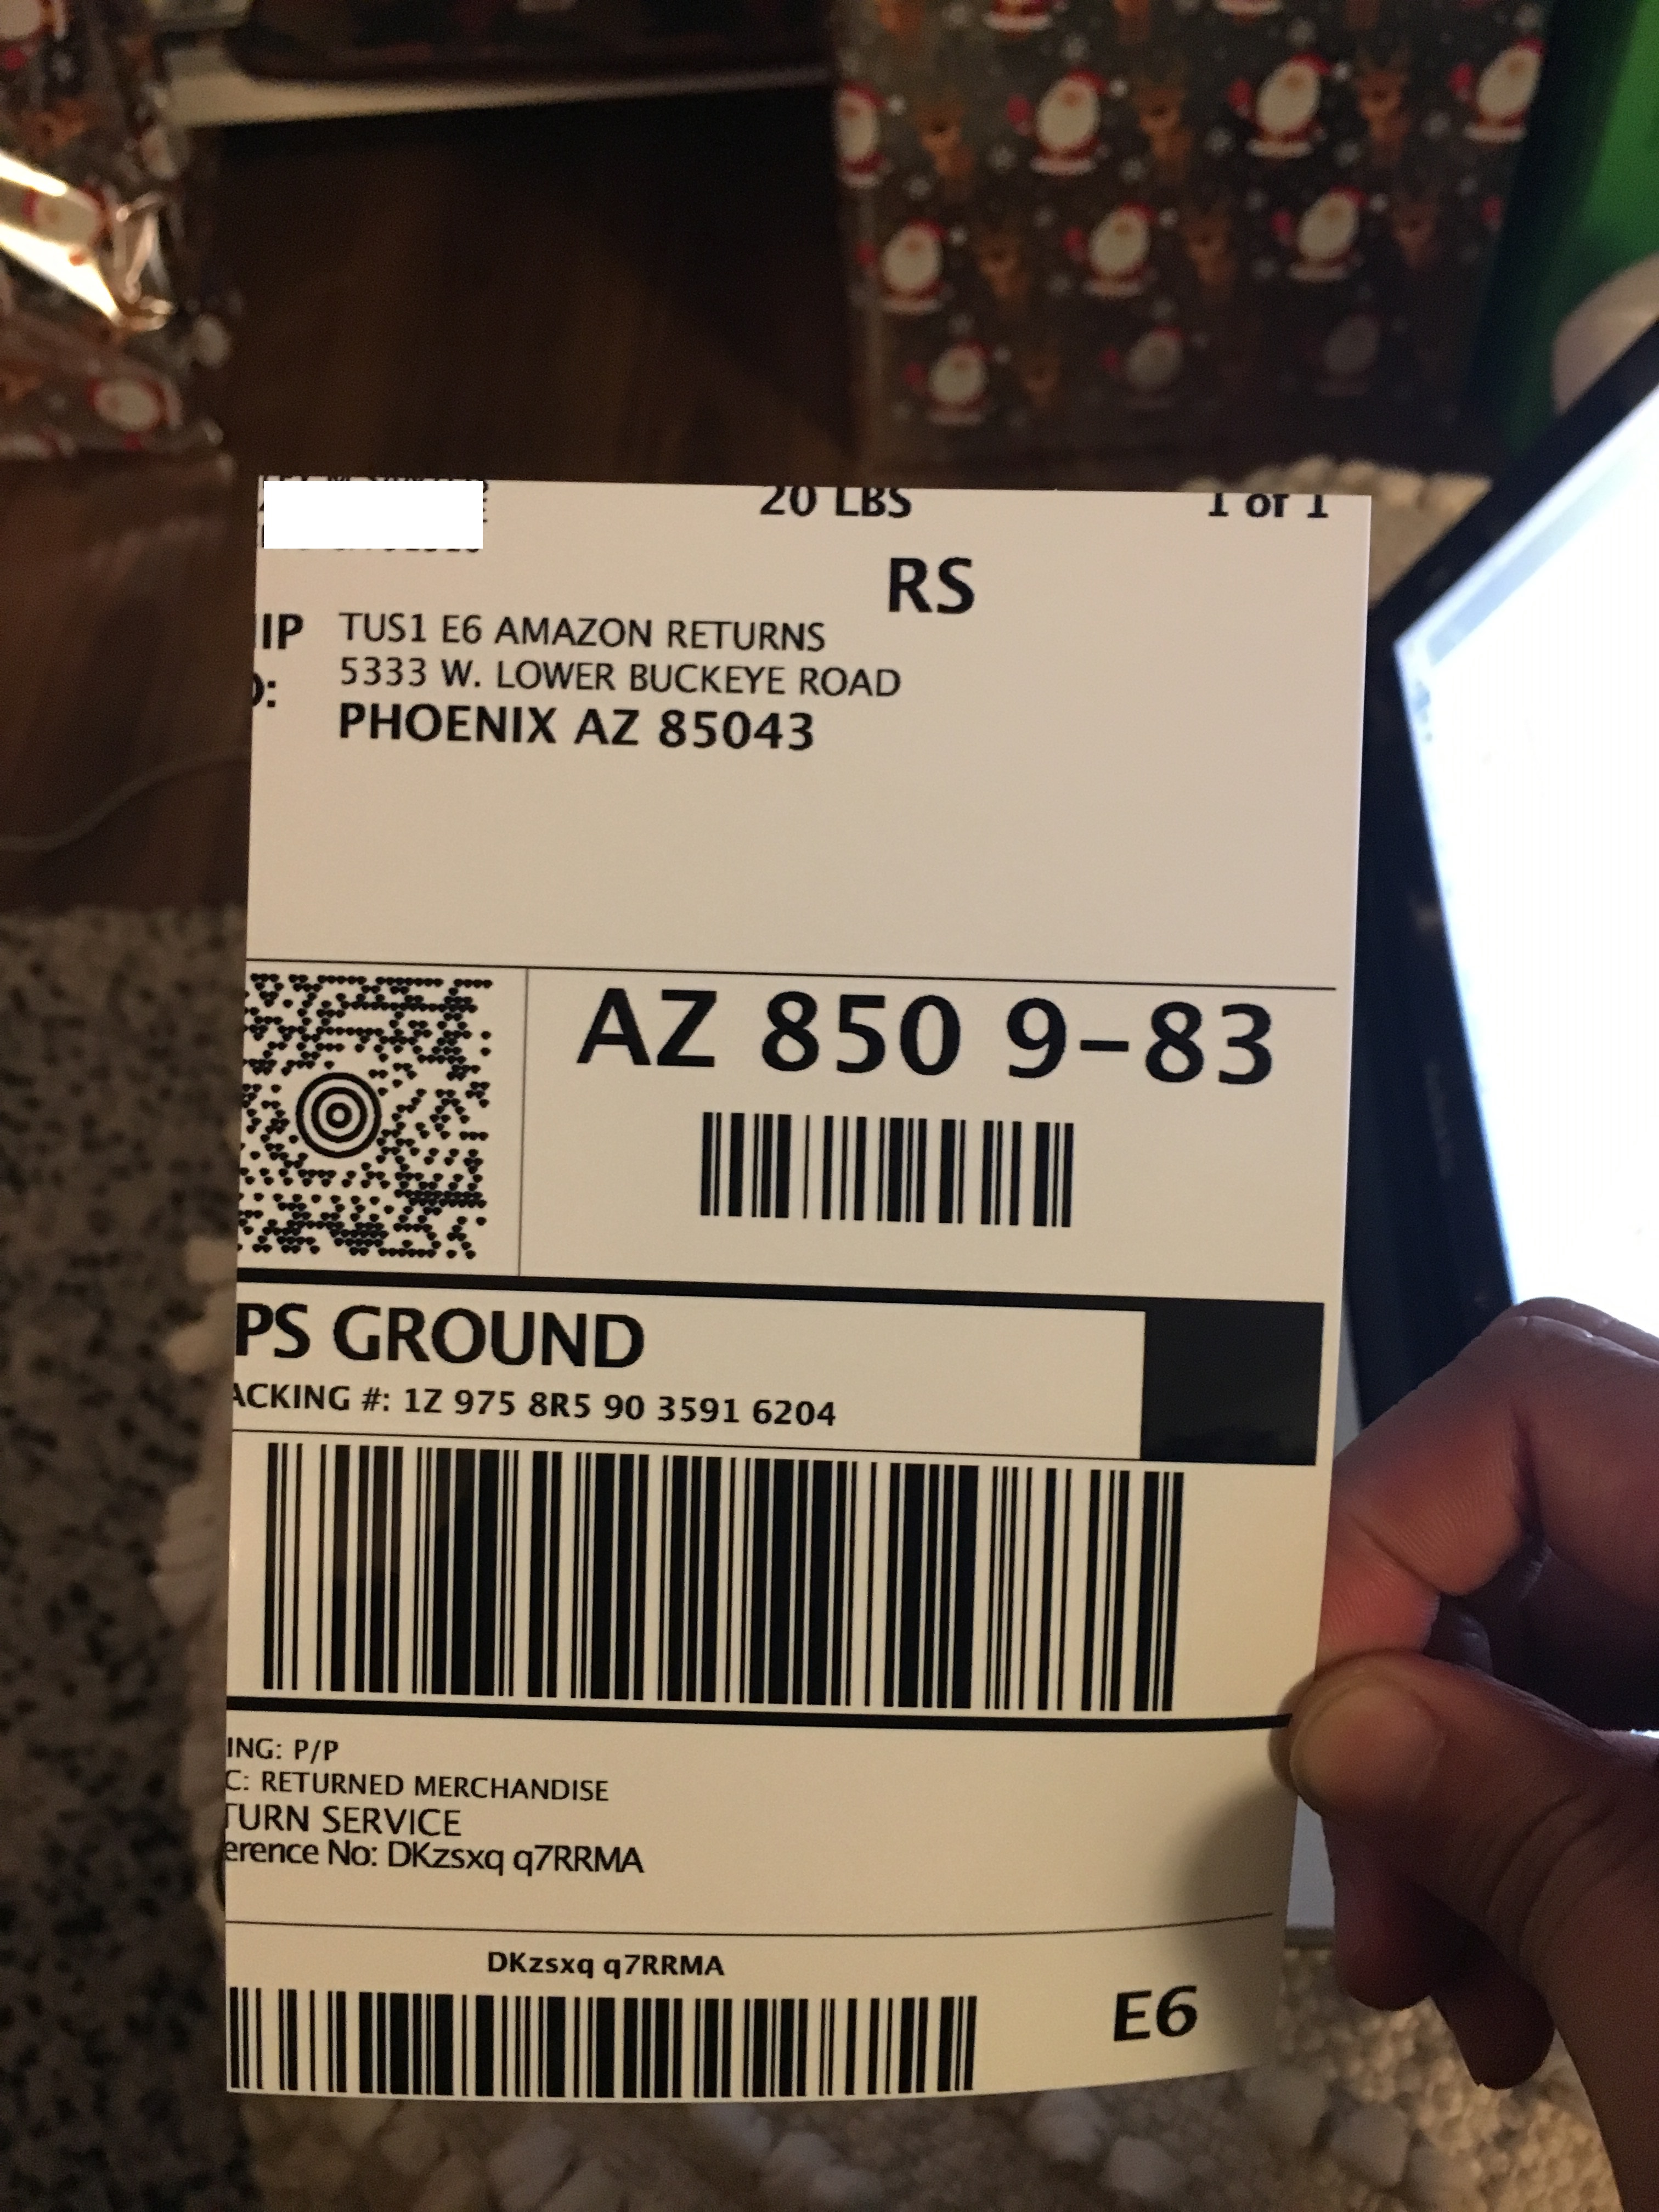 20 LBS 1 of 1
RS
IP TUS1 E6 AMAZON RETURNS
5333 W. LOWER BUCKEYE ROAD
: PHOENIX AZ 85043
AZ 850 9-83
PS GROUND
ACKING #: 1Z 975 8R5 90 3591 6204
ING: P/P
C: RETURNED MERCHANDISE
TURN SERVICE
erence No: DKzsxq q7RRMA
DKzsxq q7RRMA
E6